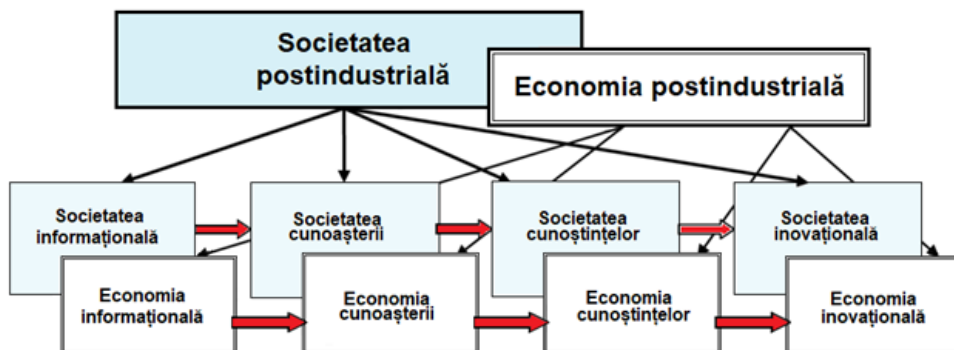 Societatea
postindustrială
Economia postindustrială
Societatea
informațională
Societatea
cunoașterii
Societatea
cunoștințelor
Societatea
inovațională
Economia
informațională
Economia
cunoașterii
Economia
cunoștințelor
Economia
inovațională